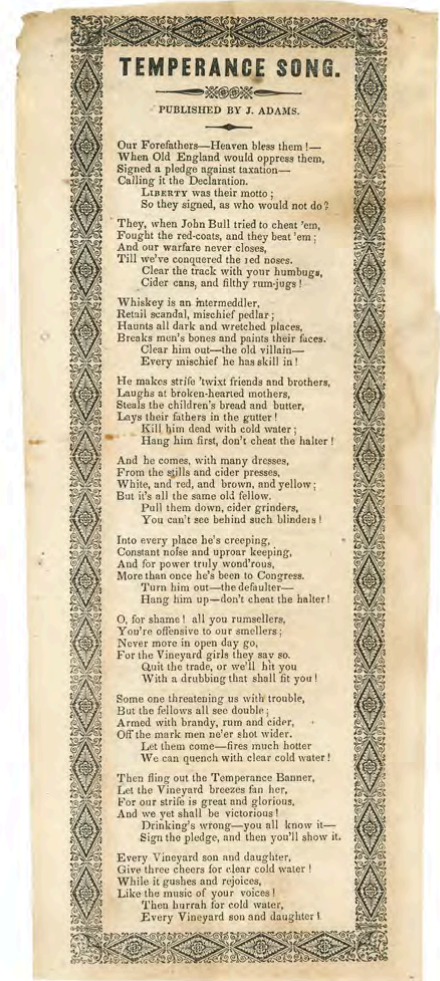 TEMPERANCE SONG.
PUBLISHED BY J. ADAMS.
Our Forefathers—Heaven bless them!—
When Old England would oppress them,
Signed a pledge against taxation—
Calling it the Declaration.
LIBERTY was their motto;
So they signed, as who would not do?
They, when John Bull tried to cheat 'em,
Fought the red-coats, and they beat 'em;
And our warfare never closes,
Till we've conquered the red noses.
Clear the track with your humbugs,
Cider cans, and filthy rum-jugs!
Whiskey is an intermeddler,
Retail scandal, mischief pedlar;
Haunts all dark and wretched places,
Breaks men's bones and paints their faces.
Clear him out—the old villain—
Every mischief he has skill in!
He makes strife 'twixt friends and brothers,
Laughs at broken-hearted mothers,
Steals the children's bread and butter,
Lays their fathers in the gutter!
Kill him dead with cold water;
Hang him first, don't cheat the halter!
And he comes, with many dresses,
From the stills and cider presses,
White, and red, and brown, and yellow;
But it's all the same old fellow.
Pull them down, cider grinders,
You can't see behind such blinders!
Into every place he's creeping,
Constant noise and uproar keeping,
And for power truly wond'rous,
More than once he's been to Congress.
Turn him out—the defaulter—
Hang him up—don't cheat the halter!
O, for shame! all you rumsellers,
You're offensive to our smellers;
Never more in open day go,
For the Vineyard girls they say so.
Quit the trade, or we'll hit you
With a drubbing that shall fit you!
Some one threatening us with trouble,
But the fellows all see double;
Armed with brandy, rum and cider,
Off the mark men ne'er shot wider.
Let them come—fires much hotter
We can quench with clear cold water!
Then fling out the Temperance Banner,
Let the Vineyard breezes fan her,
For our strife is great and glorious,
And we yet shall be victorious!
Drinking's wrong—you all know it—
Sign the pledge, and then you'll show it.
Every Vineyard son and daughter,
Give three cheers for clear cold water!
While it gushes and rejoices,
Like the music of your voices!
Then hurrah for cold water,
Every Vineyard son and daughter!